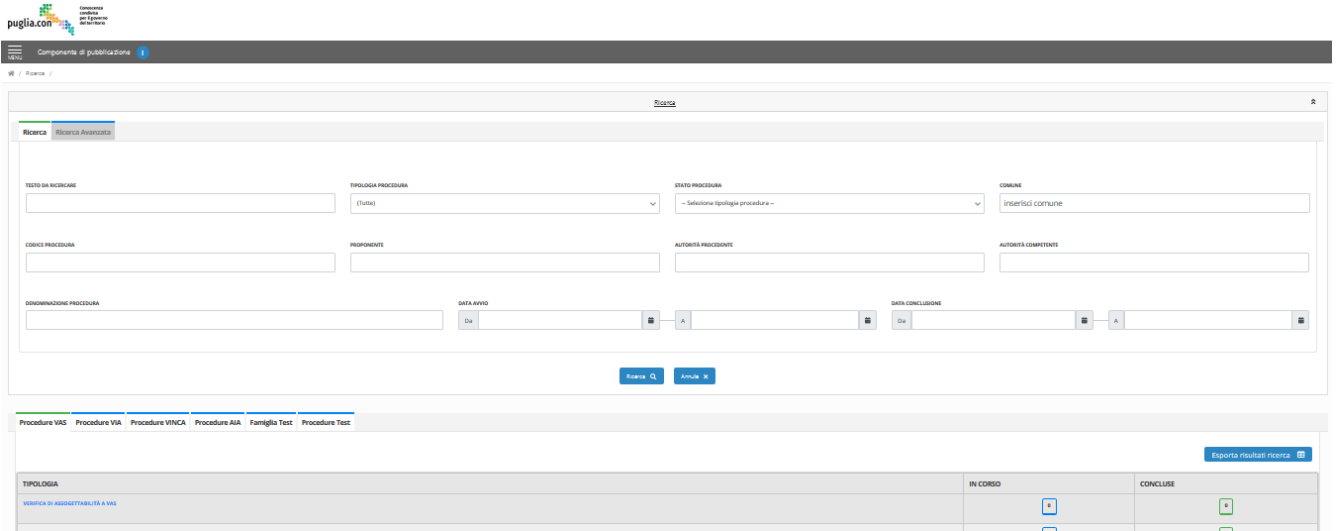 puglia.con
Conoscenza
condivisa
per il governo
del territorio
MENU
Componente di pubblicazione
/ Ricerca /
Ricerca
Ricerca Ricerca Avanzata
TESTO DA RICERCARE TIPOLOGIA PROCEDURA STATO PROCEDURA COMUNE
(Tutte) -- Seleziona tipologia procedura -- inserisci comune
CODICE PROCEDURA PROPONENTE AUTORITÀ PROCEDENTE AUTORITÀ COMPETENTE
DENOMINAZIONE PROCEDURA DATA AVVIO DATA CONCLUSIONE
Da A Da A
Ricerca Annulla
Procedure VAS Procedure VIA Procedure VINCA Procedure AIA Famiglia Test Procedure Test
Esporta risultati ricerca
TIPOLOGIA IN CORSO CONCLUSE
VERIFICA DI ASSOGETTABILITÀ A VAS